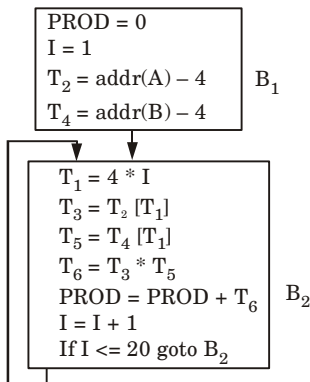 PROD = 0
I = 1
T₂ = addr(A) – 4
T₄ = addr(B) – 4
B₁
T₁ = 4 * I
T₃ = T₂ [T₁]
T₅ = T₄ [T₁]
T₆ = T₃ * T₅
PROD = PROD + T₆
I = I + 1
If I <= 20 goto B₂
B₂